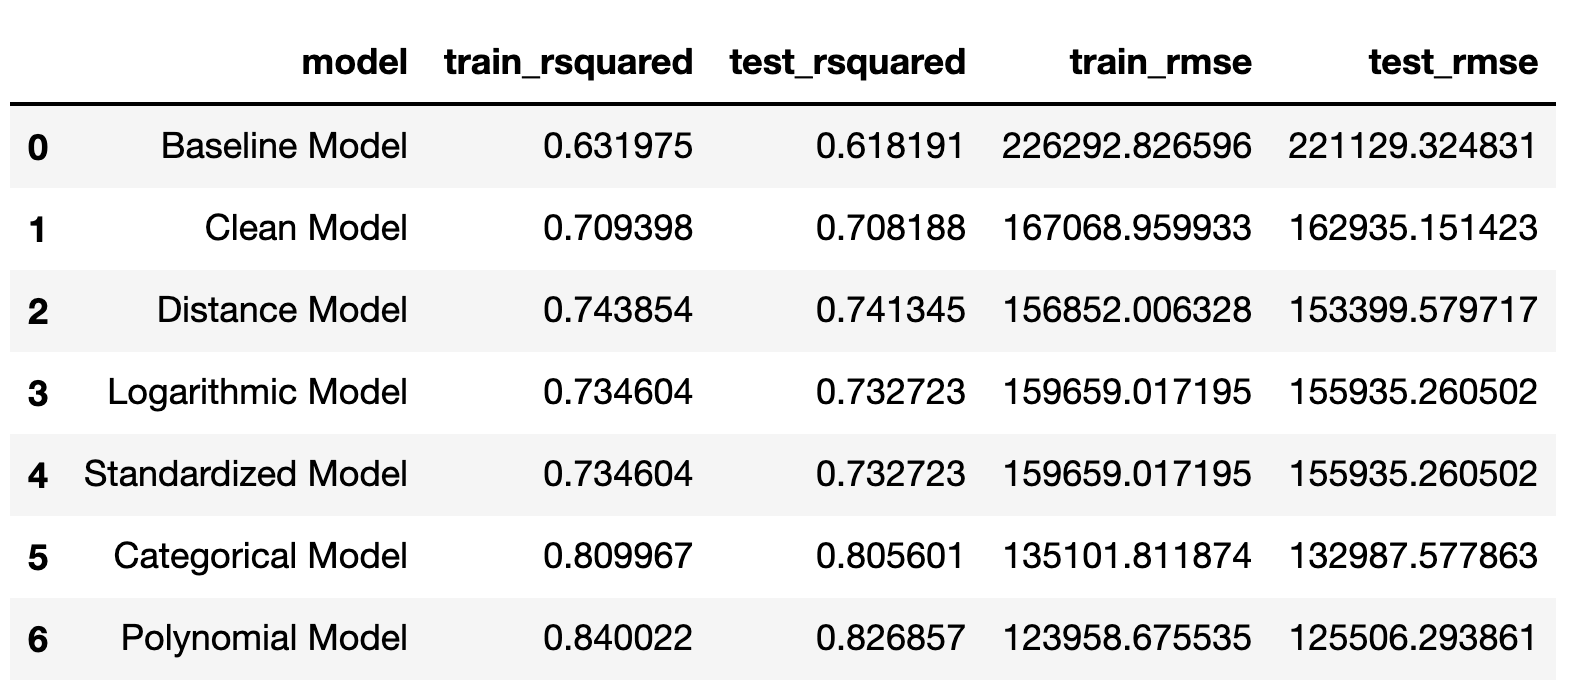 model train_rsquared test_rsquared train_rmse test_rmse
0 Baseline Model 0.631975 0.618191 226292.826596 221129.324831
1 Clean Model 0.709398 0.708188 167068.959933 162935.151423
2 Distance Model 0.743854 0.741345 156852.006328 153399.579717
3 Logarithmic Model 0.734604 0.732723 159659.017195 155935.260502
4 Standardized Model 0.734604 0.732723 159659.017195 155935.260502
5 Categorical Model 0.809967 0.805601 135101.811874 132987.577863
6 Polynomial Model 0.840022 0.826857 123958.675535 125506.293861